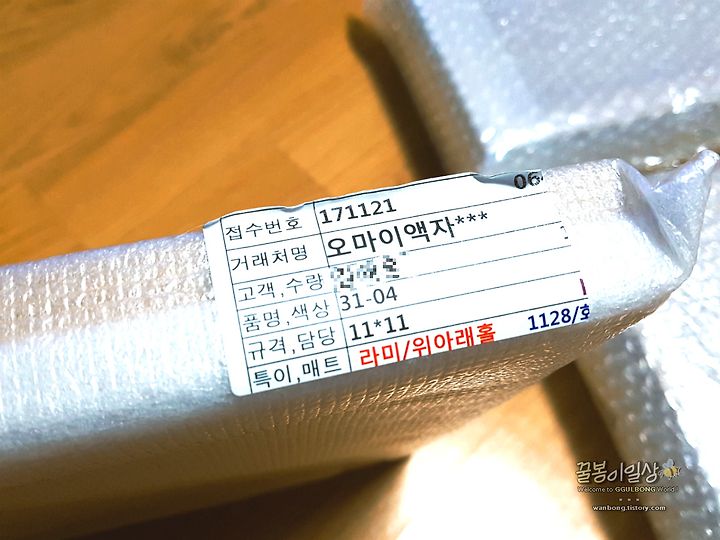 접수번호 171121 06
거래처명 오마이액자***
고객,수량
품명,색상 31-04
규격,담당 11*11
특이,매트 라미/위아래홀 1128/호
꿀봉이일상
Welcome to GGULBONG World!
wanbong.tistory.com